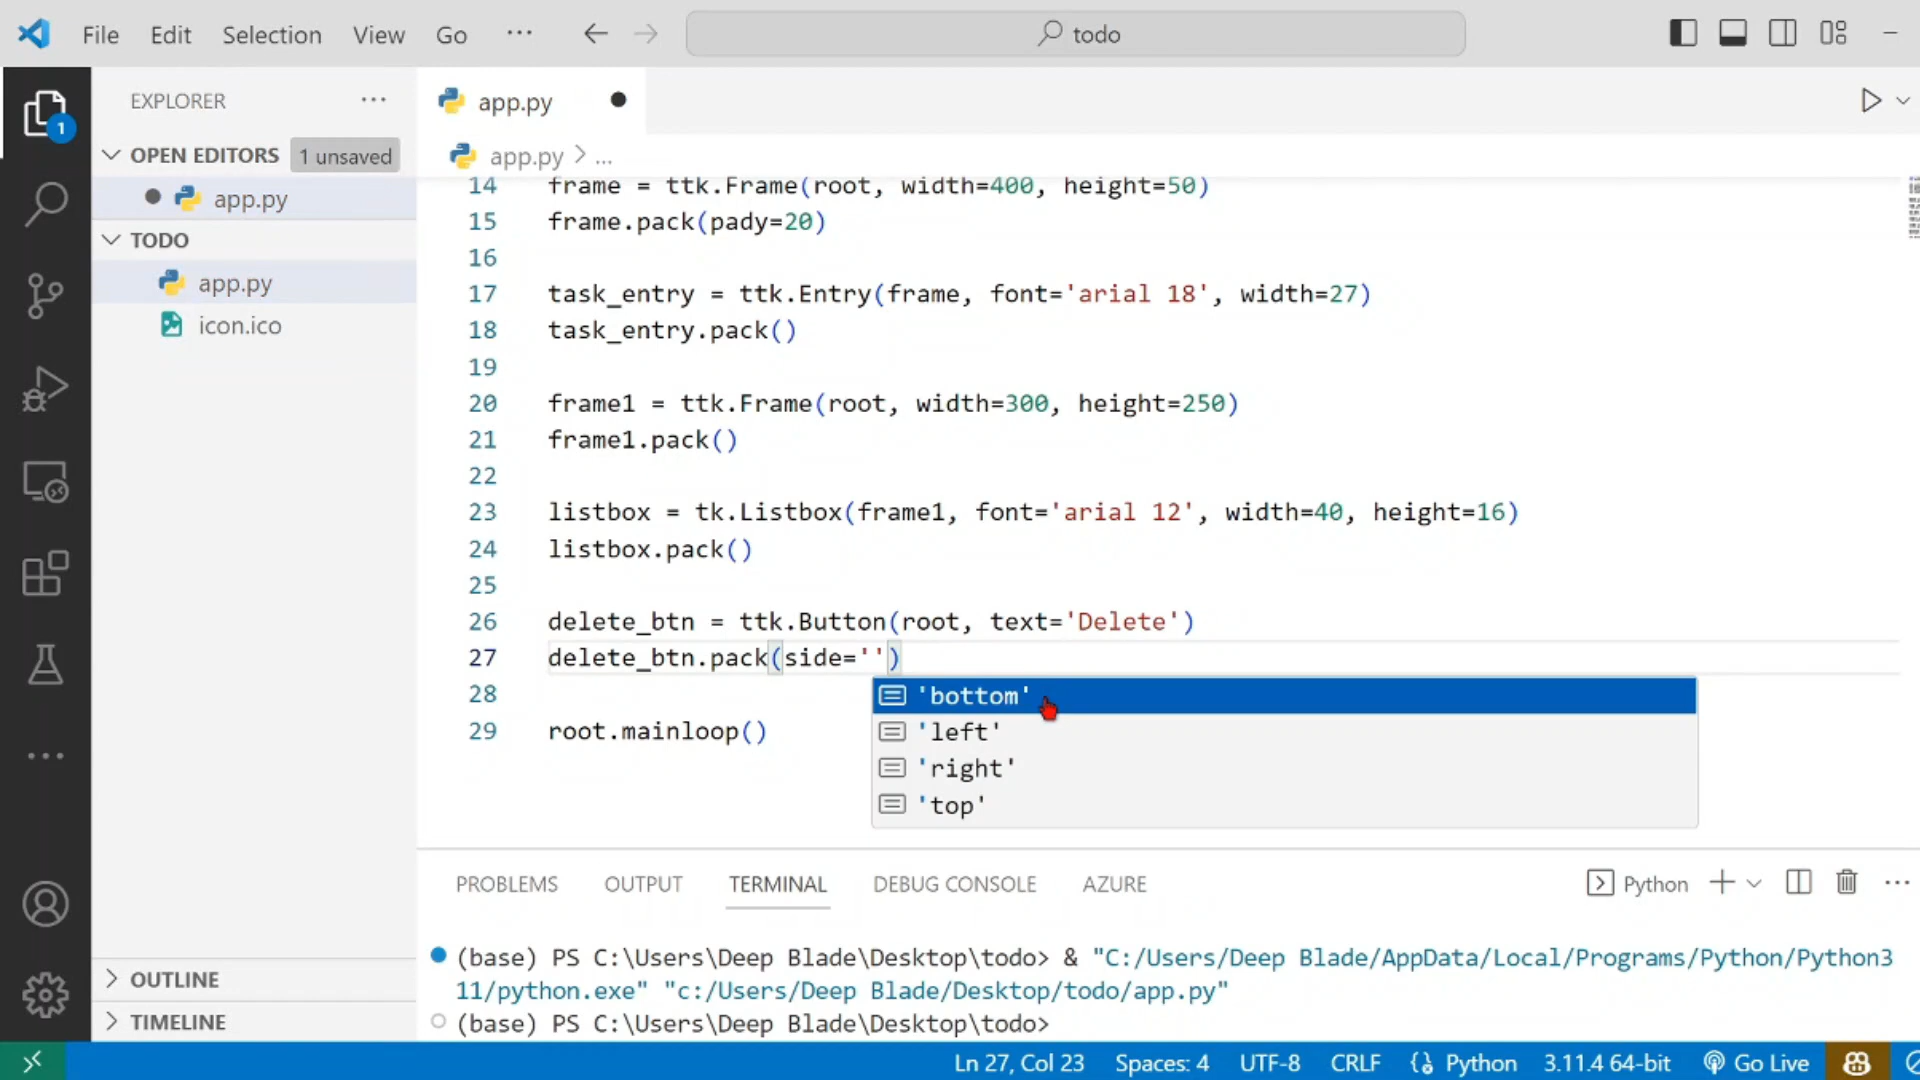 File Edit Selection View Go ··· todo
EXPLORER ···
OPEN EDITORS 1 unsaved
app.py
TODO
app.py
icon.ico
OUTLINE
TIMELINE
1
app.py
app.py > ...
14 frame = ttk.Frame(root, width=400, height=50)
15 frame.pack(pady=20)
16
17 task_entry = ttk.Entry(frame, font='arial 18', width=27)
18 task_entry.pack()
19
20 frame1 = ttk.Frame(root, width=300, height=250)
21 frame1.pack()
22
23 listbox = tk.Listbox(frame1, font='arial 12', width=40, height=16)
24 listbox.pack()
25
26 delete_btn = ttk.Button(root, text='Delete')
27 delete_btn.pack(side='')
28
29 root.mainloop()
'bottom'
'left'
'right'
'top'
PROBLEMS OUTPUT TERMINAL DEBUG CONSOLE AZURE Python
(base) PS C:\Users\Deep Blade\Desktop\todo> & "C:/Users/Deep Blade/AppData/Local/Programs/Python/Python3
11/python.exe" "c:/Users/Deep Blade/Desktop/todo/app.py"
(base) PS C:\Users\Deep Blade\Desktop\todo>
Ln 27, Col 23 Spaces: 4 UTF-8 CRLF Python 3.11.4 64-bit Go Live